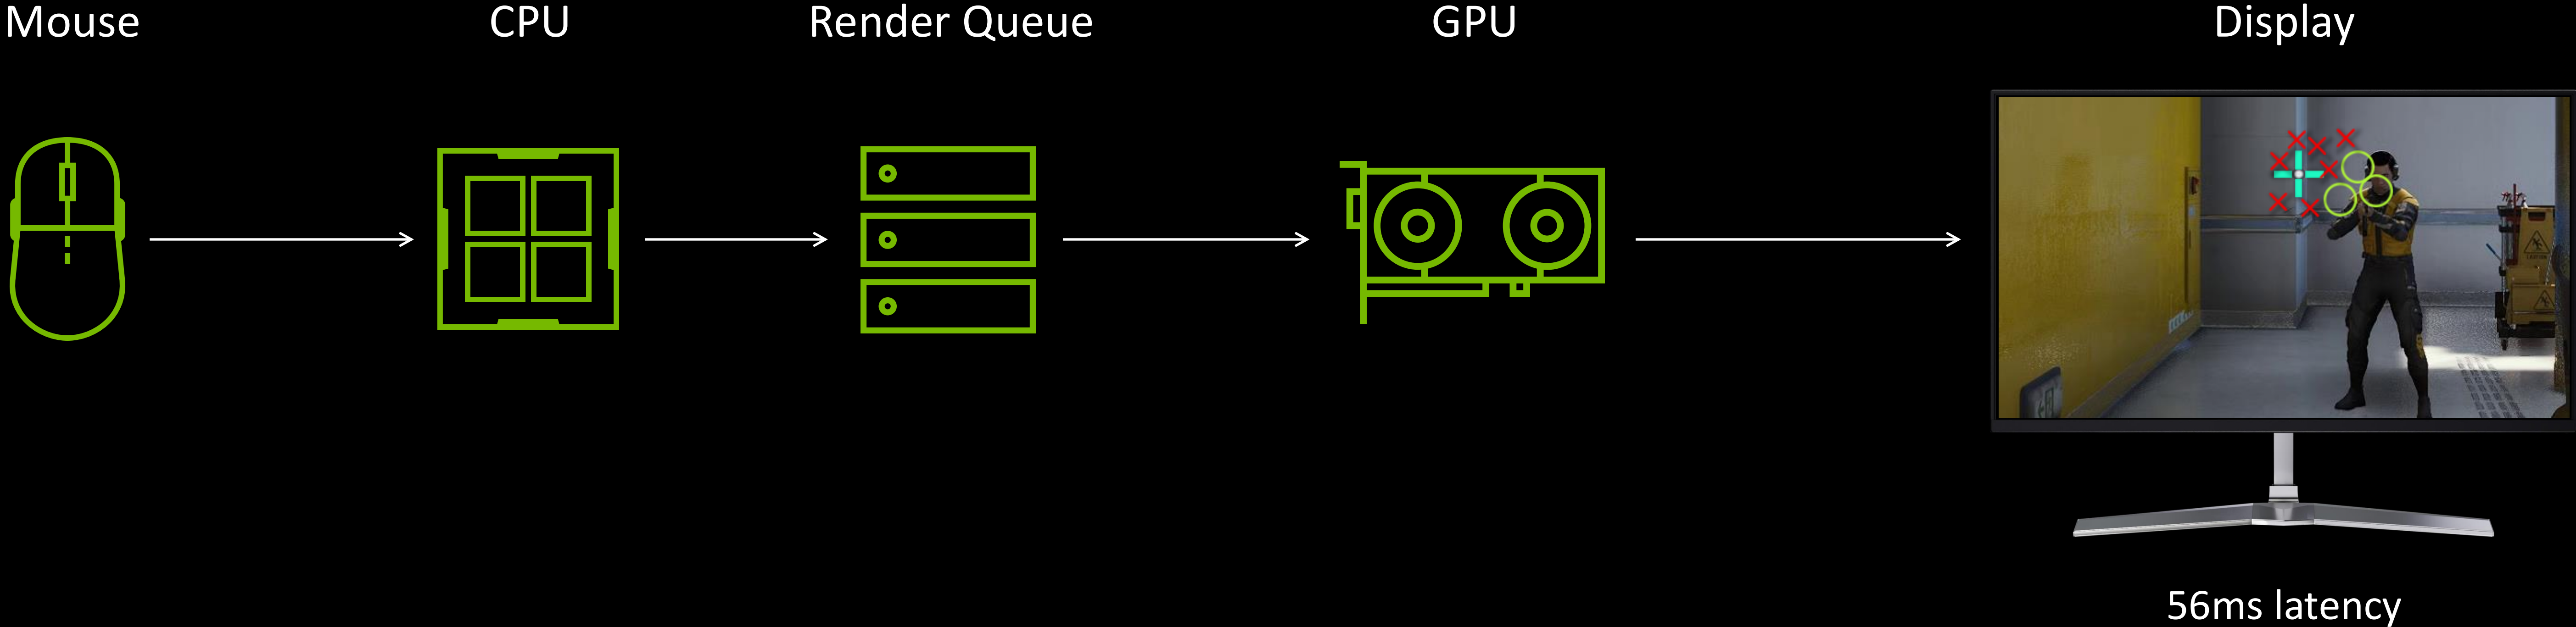 Mouse
CPU
Render Queue
GPU
Display
56ms latency